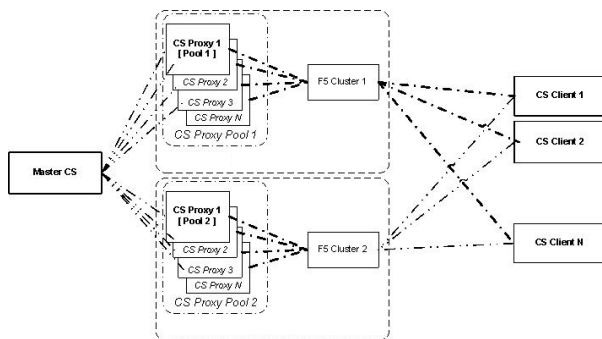 CS Proxy 1
[ Pool 1 ]
CS Proxy 2
CS Proxy 3
CS Proxy N
CS Proxy Pool 1
F5 Cluster 1
CS Client 1
CS Client 2
Master CS
CS Proxy 1
[ Pool 2 ]
CS Proxy 2
CS Proxy 3
CS Proxy N
CS Proxy Pool 2
F5 Cluster 2
CS Client N